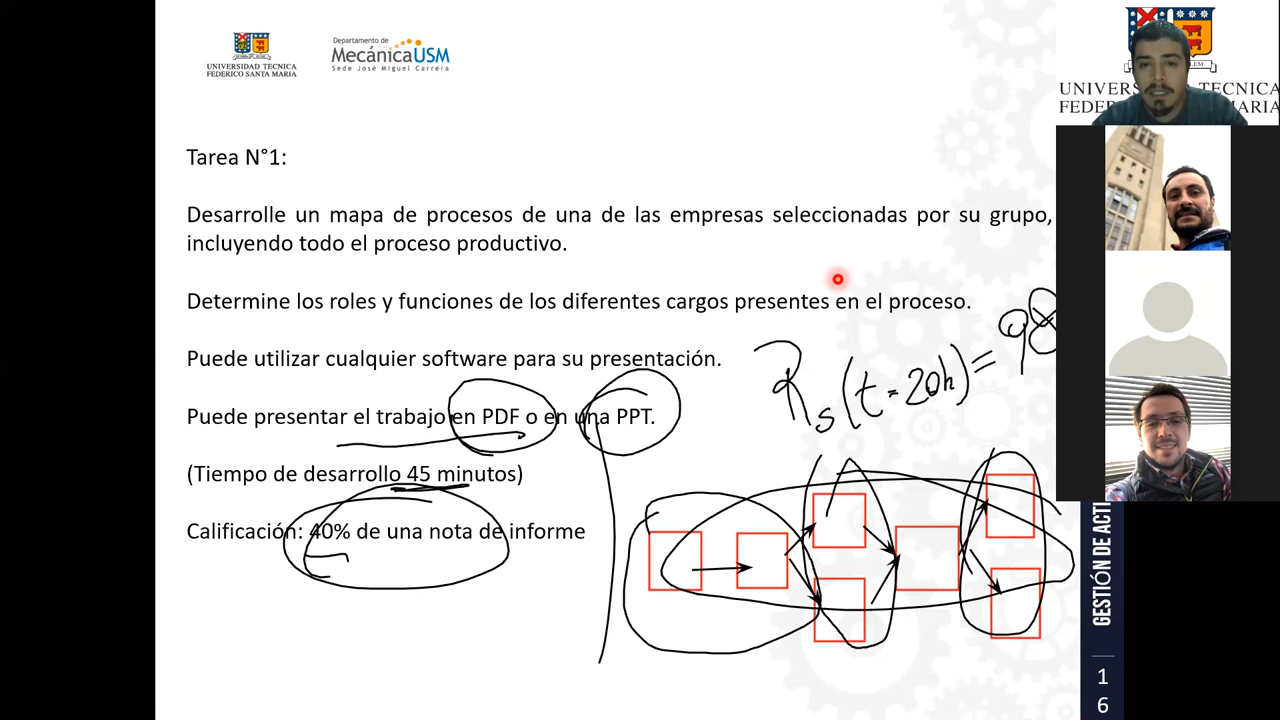 UNIVERSIDAD TECNICA
FEDERICO SANTA MARIA
Departamento de
MecánicaUSM
Sede José Miguel Carrera
Tarea N°1:
Desarrolle un mapa de procesos de una de las empresas seleccionadas por su grupo,
incluyendo todo el proceso productivo.
Determine los roles y funciones de los diferentes cargos presentes en el proceso.
Puede utilizar cualquier software para su presentación.
Puede presentar el trabajo en PDF o en una PPT.
(Tiempo de desarrollo 45 minutos)
Calificación: 40% de una nota de informe
Rs(t=20h)=98
GESTIÓN DE ACTI
1
6